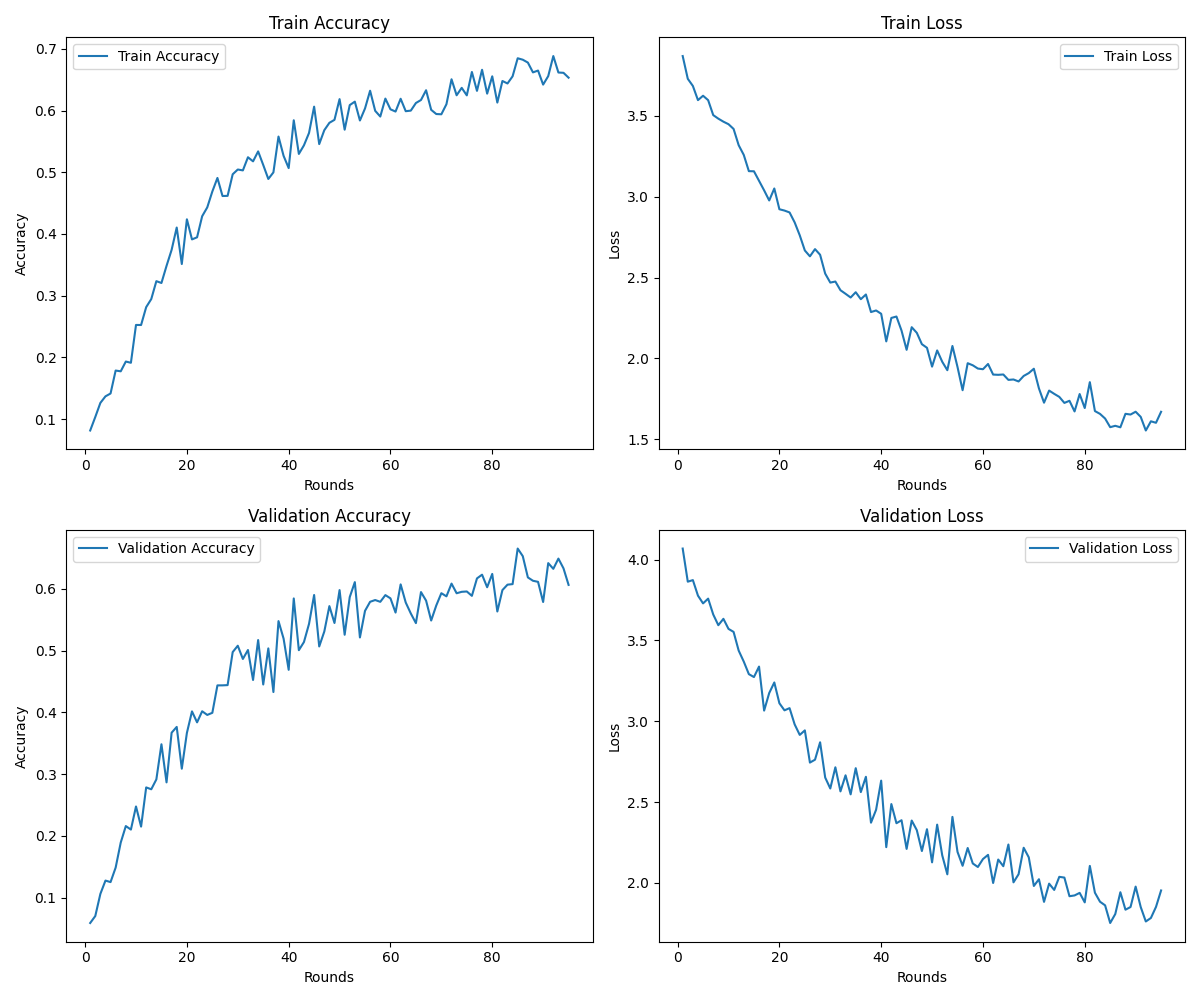 Train Accuracy
Train Accuracy
0.7
0.6
0.5
0.4
0.3
0.2
0.1
Accuracy
0 20 40 60 80
Rounds
Train Loss
Train Loss
3.5
3.0
2.5
2.0
1.5
Loss
0 20 40 60 80
Rounds
Validation Accuracy
Validation Accuracy
0.6
0.5
0.4
0.3
0.2
0.1
Accuracy
0 20 40 60 80
Rounds
Validation Loss
Validation Loss
4.0
3.5
3.0
2.5
2.0
Loss
0 20 40 60 80
Rounds